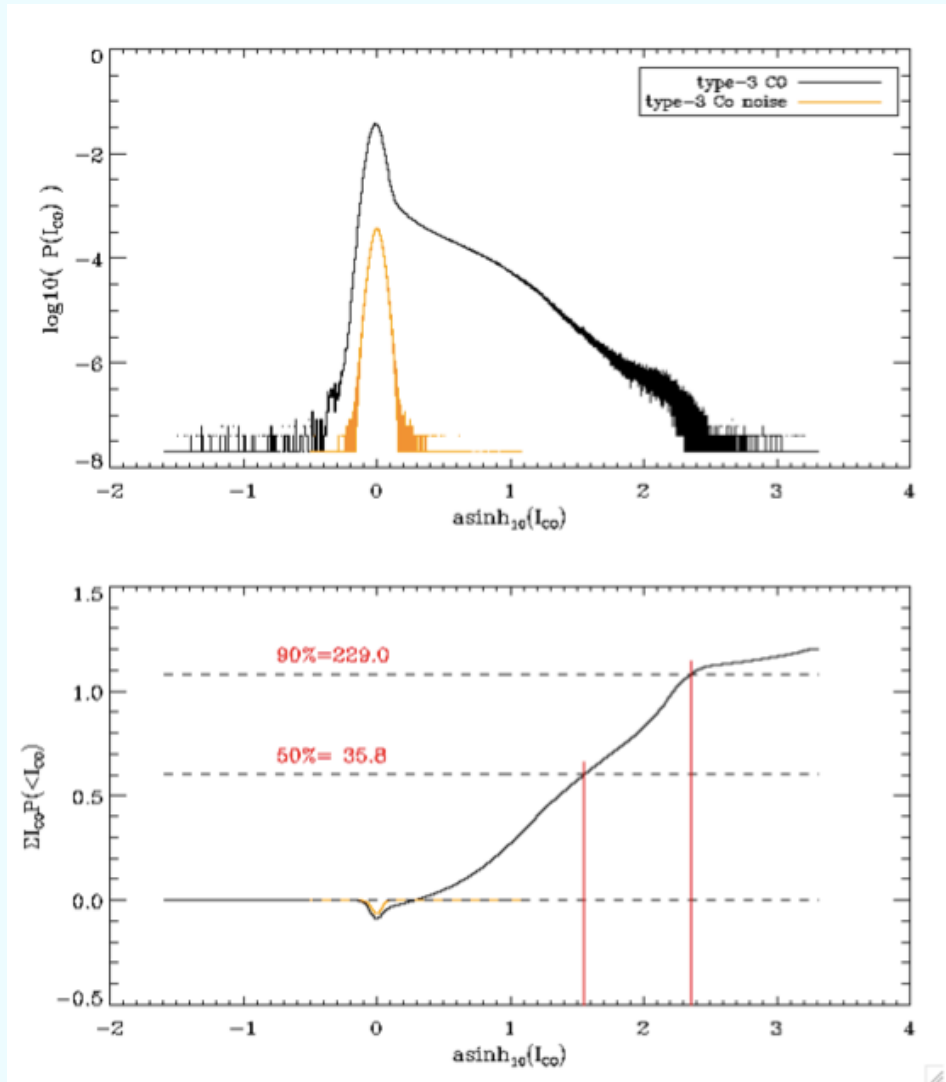 0
−2
−4
−6
−8
log10( P(I_CO) )
type−3 CO
type−3 Co noise
−2 −1 0 1 2 3 4
asinh₁₀(I_CO)
1.5
1.0
0.5
0.0
−0.5
ΣI_CO P(<I_CO)
90%=229.0
50%= 35.8
−2 −1 0 1 2 3 4
asinh₁₀(I_CO)